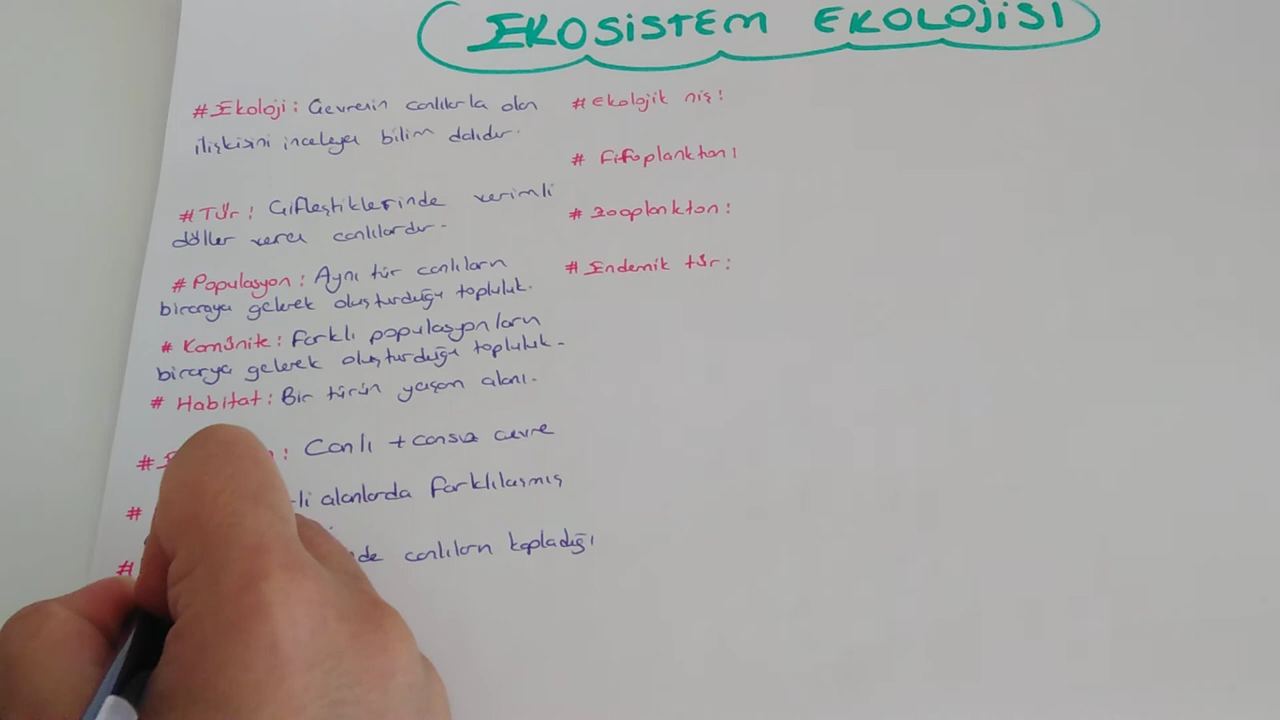 EKOSİSTEM EKOLOJİSİ
#Ekoloji: Çevrenin canlılarla olan
ilişkisini inceleyen bilim dalıdır.
#Tür: Çiftleştiklerinde verimli
döller veren canlılardır.
#Populasyon: Aynı tür canlıların
biraraya gelerek oluşturduğu topluluk.
#Komünite: Farklı populasyonların
biraraya gelerek oluşturduğu topluluk.
#Habitat: Bir türün yaşam alanı.
#E : Canlı + cansız çevre
# li alanlarda farklılaşmış
# de canlıların kapladığı
#Ekolojik niş:
#Fitoplankton:
#Zooplankton:
#Endemik tür: